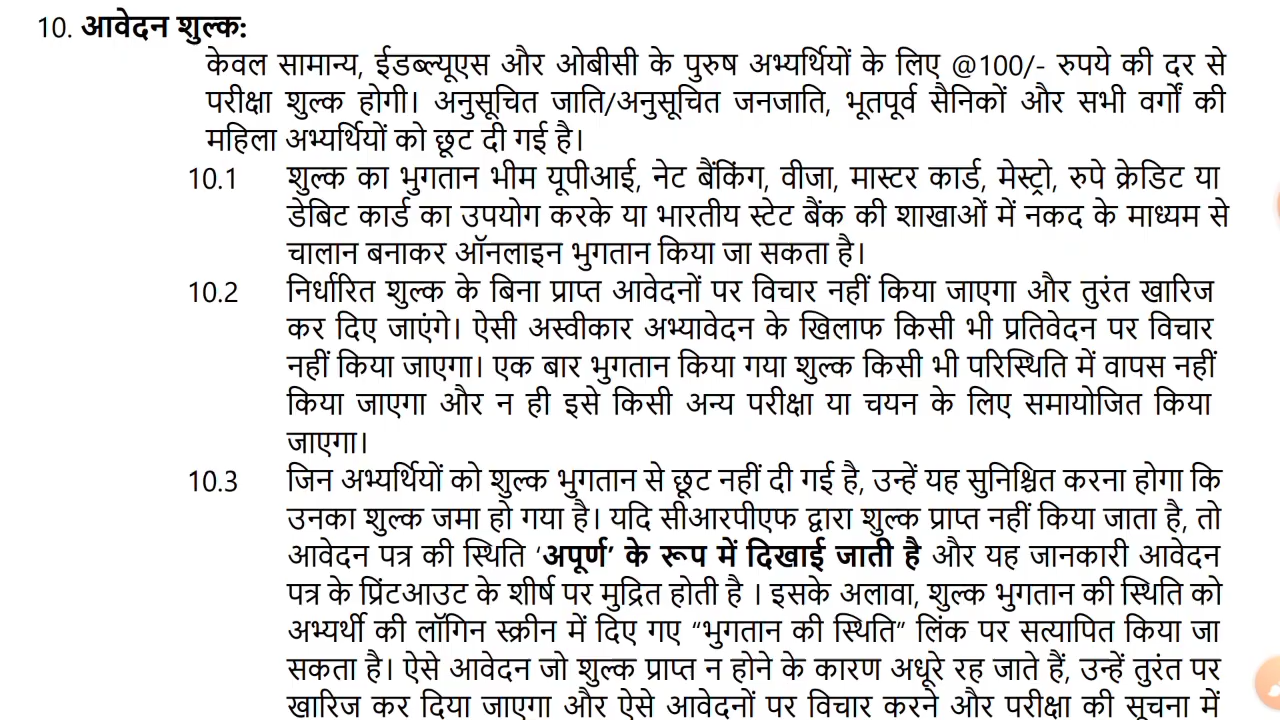 10. आवेदन शुल्क:
केवल सामान्य, ईडब्ल्यूएस और ओबीसी के पुरुष अभ्यर्थियों के लिए @100/- रुपये की दर से
परीक्षा शुल्क होगी। अनुसूचित जाति/अनुसूचित जनजाति, भूतपूर्व सैनिकों और सभी वर्गों की
महिला अभ्यर्थियों को छूट दी गई है।
10.1 शुल्क का भुगतान भीम यूपीआई, नेट बैंकिंग, वीजा, मास्टर कार्ड, मेस्ट्रो, रुपे क्रेडिट या
डेबिट कार्ड का उपयोग करके या भारतीय स्टेट बैंक की शाखाओं में नकद के माध्यम से
चालान बनाकर ऑनलाइन भुगतान किया जा सकता है।
10.2 निर्धारित शुल्क के बिना प्राप्त आवेदनों पर विचार नहीं किया जाएगा और तुरंत खारिज
कर दिए जाएंगे। ऐसी अस्वीकार अभ्यावेदन के खिलाफ किसी भी प्रतिवेदन पर विचार
नहीं किया जाएगा। एक बार भुगतान किया गया शुल्क किसी भी परिस्थिति में वापस नहीं
किया जाएगा और न ही इसे किसी अन्य परीक्षा या चयन के लिए समायोजित किया
जाएगा।
10.3 जिन अभ्यर्थियों को शुल्क भुगतान से छूट नहीं दी गई है, उन्हें यह सुनिश्चित करना होगा कि
उनका शुल्क जमा हो गया है। यदि सीआरपीएफ द्वारा शुल्क प्राप्त नहीं किया जाता है, तो
आवेदन पत्र की स्थिति ‘अपूर्ण’ के रूप में दिखाई जाती है और यह जानकारी आवेदन
पत्र के प्रिंटआउट के शीर्ष पर मुद्रित होती है । इसके अलावा, शुल्क भुगतान की स्थिति को
अभ्यर्थी की लॉगिन स्क्रीन में दिए गए “भुगतान की स्थिति” लिंक पर सत्यापित किया जा
सकता है। ऐसे आवेदन जो शुल्क प्राप्त न होने के कारण अधूरे रह जाते हैं, उन्हें तुरंत पर
खारिज कर दिया जाएगा और ऐसे आवेदनों पर विचार करने और परीक्षा की सूचना में